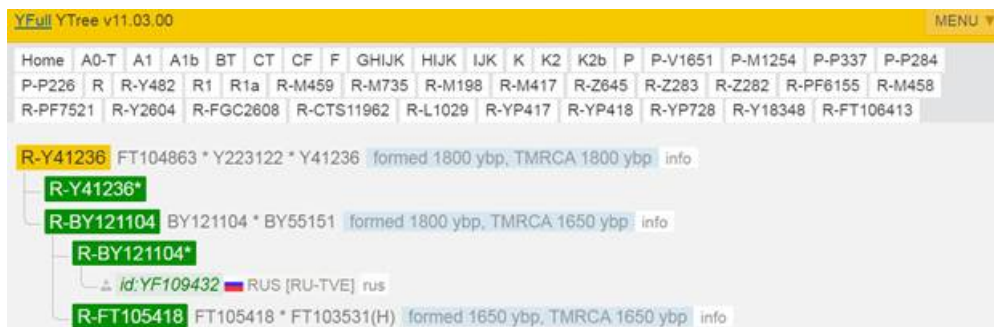 YFull YTree v11.03.00 MENU ▼
Home A0-T A1 A1b BT CT CF F GHIJK HIJK IJK K K2 K2b P P-V1651 P-M1254 P-P337 P-P284
P-P226 R R-Y482 R1 R1a R-M459 R-M735 R-M198 R-M417 R-Z645 R-Z283 R-Z282 R-PF6155 R-M458
R-PF7521 R-Y2604 R-FGC2608 R-CTS11962 R-L1029 R-YP417 R-YP418 R-YP728 R-Y18348 R-FT106413
R-Y41236 FT104863 * Y223122 * Y41236 formed 1800 ybp, TMRCA 1800 ybp info
R-Y41236*
R-BY121104 BY121104 * BY55151 formed 1800 ybp, TMRCA 1650 ybp info
R-BY121104*
id:YF109432 RUS [RU-TVE] rus
R-FT105418 FT105418 * FT103531(H) formed 1650 ybp, TMRCA 1650 ybp info